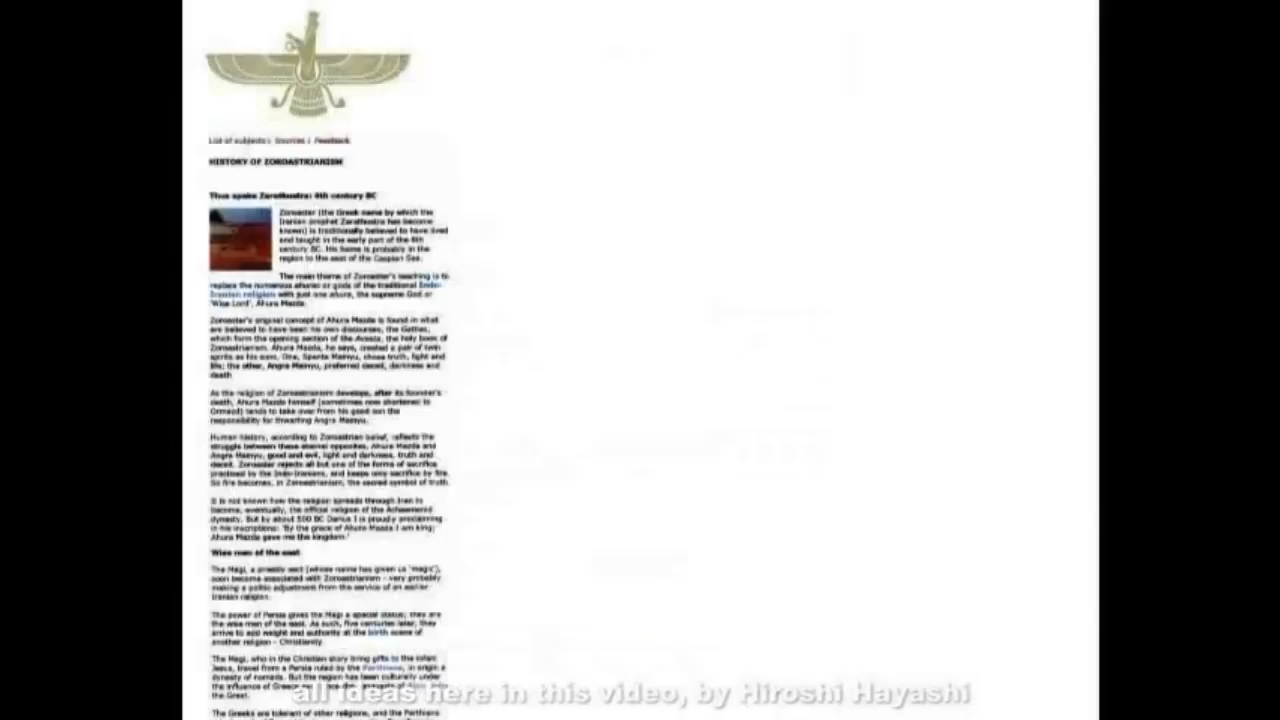 List of subjects | Sources | Feedback
HISTORY OF ZOROASTRIANISM
Thus spake Zarathustra: 6th century BC
Zoroaster (the Greek name by which the
Iranian prophet Zarathustra has become
known) is traditionally believed to have lived
and taught in the early part of the 6th
century BC. His home is probably in the
region to the east of the Caspian Sea.
The main theme of Zoroaster's teaching is to
replace the numerous ahuras or gods of the traditional Indo-
Iranian religion with just one ahura, the supreme God or
'Wise Lord', Ahura Mazda.
Zoroaster's original concept of Ahura Mazda is found in what
are believed to have been his own discourses, the Gathas,
which form the opening section of the Avesta, the holy book of
Zoroastrianism. Ahura Mazda, he says, created a pair of twin
spirits as his sons. One, Spenta Mainyu, chose truth, light and
life; the other, Angra Mainyu, preferred deceit, darkness and
death.
As the religion of Zoroastrianism develops, after its founder's
death, Ahura Mazda himself (sometimes now shortened to
Ormazd) tends to take over from his good son the
responsibility for thwarting Angra Mainyu.
Human history, according to Zoroastrian belief, reflects the
struggle between these eternal opposites, Ahura Mazda and
Angra Mainyu, good and evil, light and darkness, truth and
deceit. Zoroaster rejects all but one of the forms of sacrifice
practised by the Indo-Iranians, and keeps only sacrifice by fire.
So fire becomes, in Zoroastrianism, the sacred symbol of truth.
It is not known how the religion spreads through Iran to
become, eventually, the official religion of the Achaemenid
dynasty. But by about 500 BC Darius I is proudly proclaiming
in his inscriptions: 'By the grace of Ahura Mazda I am king;
Ahura Mazda gave me the kingdom.'
Wise men of the east
The Magi, a priestly sect (whose name has given us 'magic'),
soon become associated with Zoroastrianism - very probably
making a politic adjustment from the service of an earlier
Iranian religion.
The power of Persia gives the Magi a special status; they are
the wise men of the east. As such, five centuries later, they
arrive to add weight and authority at the birth scene of
another religion - Christianity.
The Magi, who in the Christian story bring gifts to the infant
Jesus, travel from a Persia ruled by the Parthians, in origin a
dynasty of nomads. But the region has been culturally under
the influence of Greece
the Great.
all ideas here in this video, by Hiroshi Hayashi
The Greeks are tolerant of other religions, and the Parthians